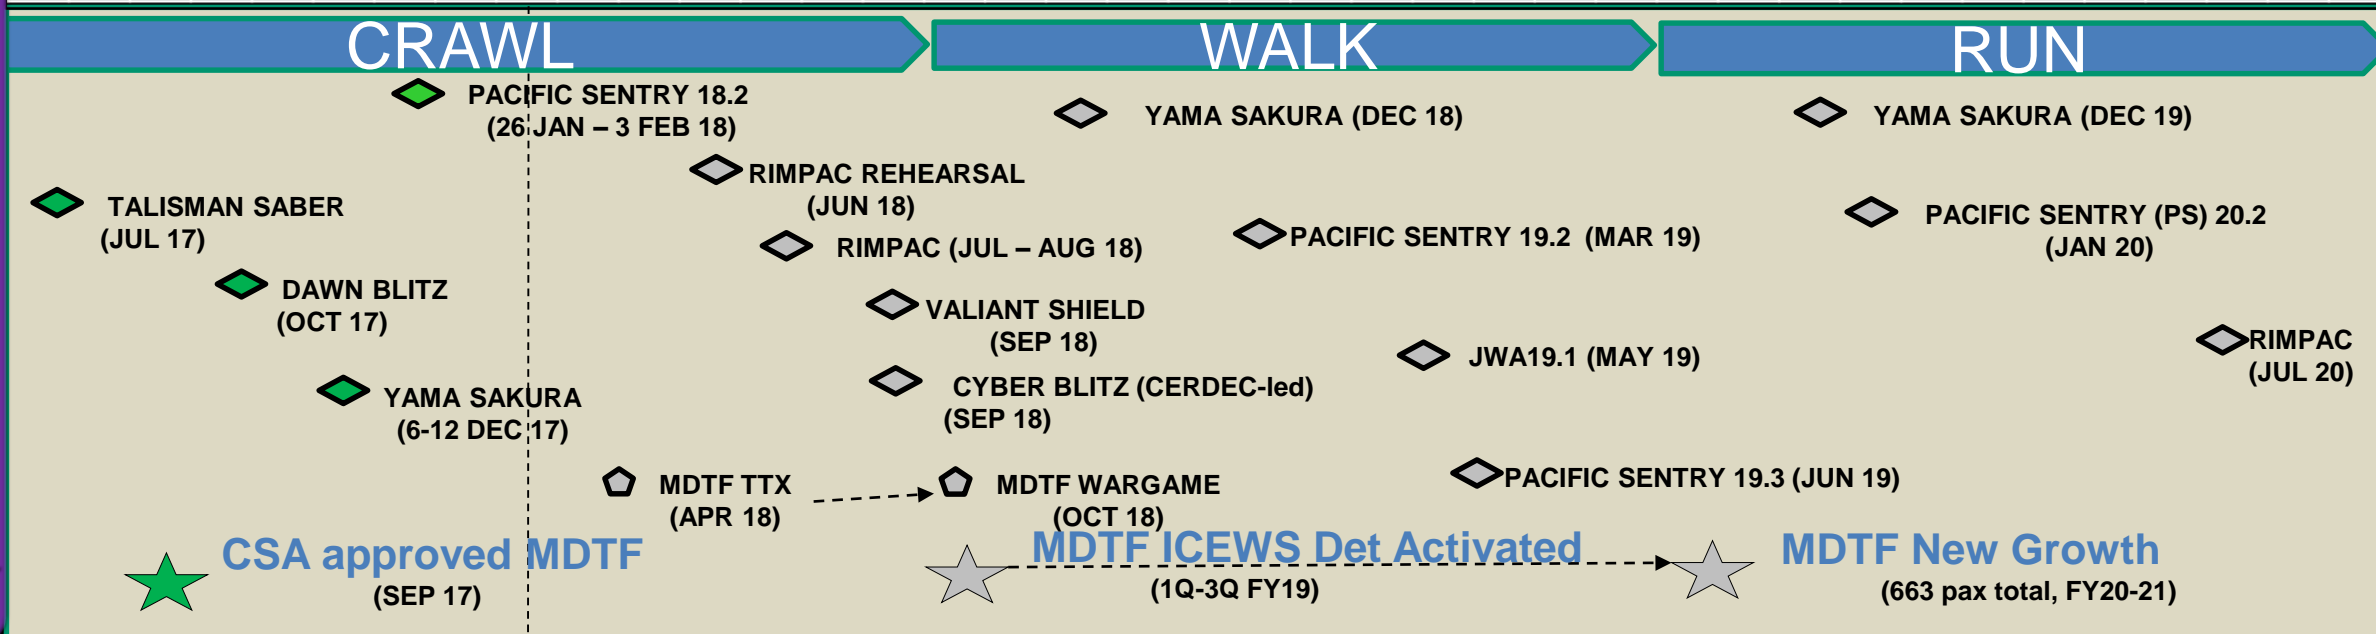 CRAWL
WALK
RUN
PACIFIC SENTRY 18.2
(26 JAN – 3 FEB 18)
YAMA SAKURA (DEC 18)
YAMA SAKURA (DEC 19)
RIMPAC REHEARSAL
(JUN 18)
TALISMAN SABER
(JUL 17)
PACIFIC SENTRY (PS) 20.2
(JAN 20)
RIMPAC (JUL – AUG 18)
PACIFIC SENTRY 19.2 (MAR 19)
DAWN BLITZ
(OCT 17)
VALIANT SHIELD
(SEP 18)
RIMPAC
(JUL 20)
JWA19.1 (MAY 19)
YAMA SAKURA
(6-12 DEC 17)
CYBER BLITZ (CERDEC-led)
(SEP 18)
MDTF TTX
(APR 18)
MDTF WARGAME
(OCT 18)
PACIFIC SENTRY 19.3 (JUN 19)
CSA approved MDTF
(SEP 17)
MDTF ICEWS Det Activated
(1Q-3Q FY19)
MDTF New Growth
(663 pax total, FY20-21)